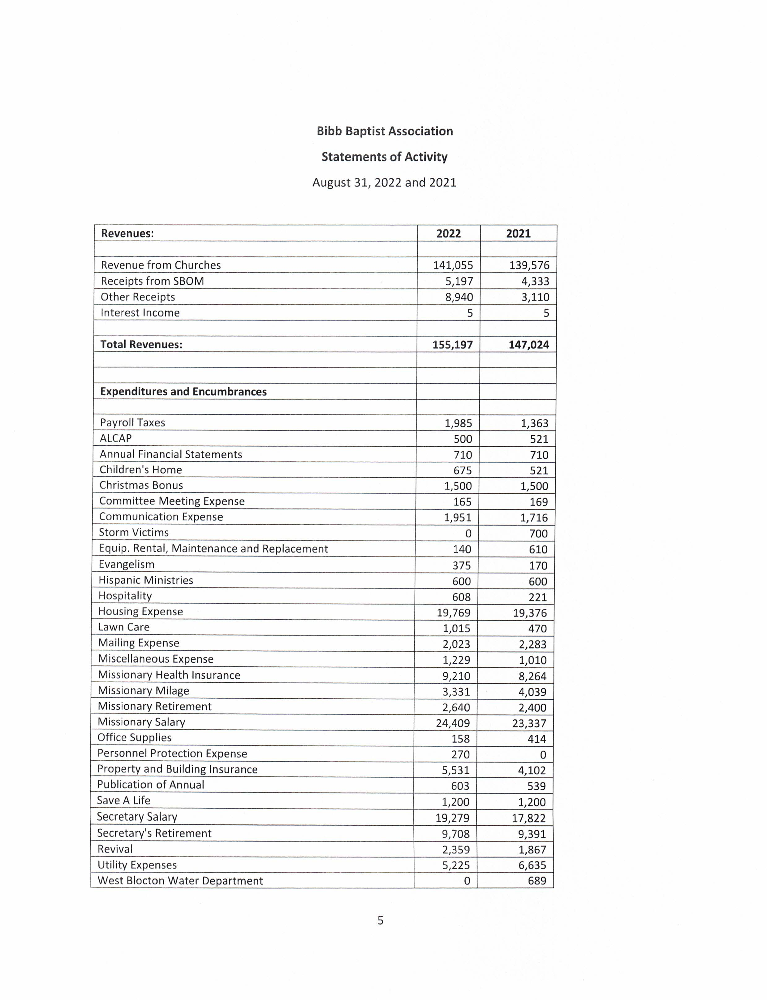 Bibb Baptist Association
Statements of Activity
August 31, 2022 and 2021
Revenues: 2022 2021
Revenue from Churches 141,055 139,576
Receipts from SBOM 5,197 4,333
Other Receipts 8,940 3,110
Interest Income 5 5
Total Revenues: 155,197 147,024
Expenditures and Encumbrances
Payroll Taxes 1,985 1,363
ALCAP 500 521
Annual Financial Statements 710 710
Children's Home 675 521
Christmas Bonus 1,500 1,500
Committee Meeting Expense 165 169
Communication Expense 1,951 1,716
Storm Victims 0 700
Equip. Rental, Maintenance and Replacement 140 610
Evangelism 375 170
Hispanic Ministries 600 600
Hospitality 608 221
Housing Expense 19,769 19,376
Lawn Care 1,015 470
Mailing Expense 2,023 2,283
Miscellaneous Expense 1,229 1,010
Missionary Health Insurance 9,210 8,264
Missionary Milage 3,331 4,039
Missionary Retirement 2,640 2,400
Missionary Salary 24,409 23,337
Office Supplies 158 414
Personnel Protection Expense 270 0
Property and Building Insurance 5,531 4,102
Publication of Annual 603 539
Save A Life 1,200 1,200
Secretary Salary 19,279 17,822
Secretary's Retirement 9,708 9,391
Revival 2,359 1,867
Utility Expenses 5,225 6,635
West Blocton Water Department 0 689
5